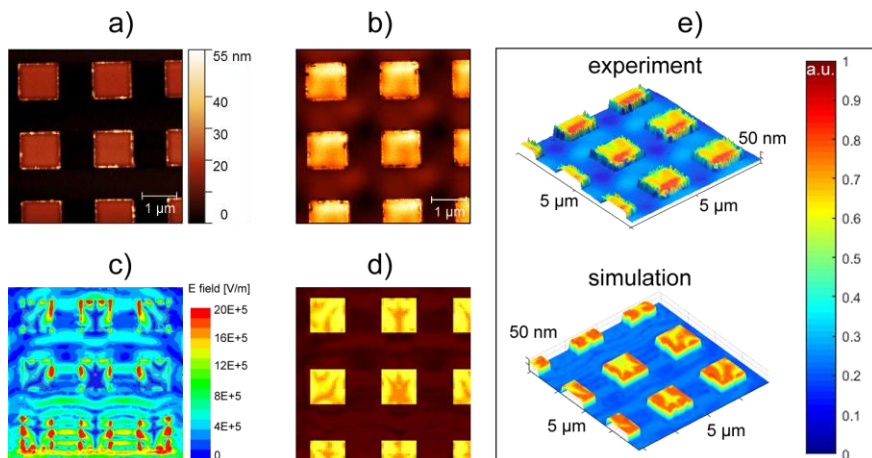 a)
55 nm
40
30
20
0
1 µm
b)
1 µm
c)
E field [V/m]
20E+5
16E+5
12E+5
8E+5
4E+5
0
d)
e)
experiment
50 nm
5 µm
5 µm
simulation
50 nm
5 µm
5 µm
a.u.
1
0.9
0.8
0.7
0.6
0.5
0.4
0.3
0.2
0.1
0